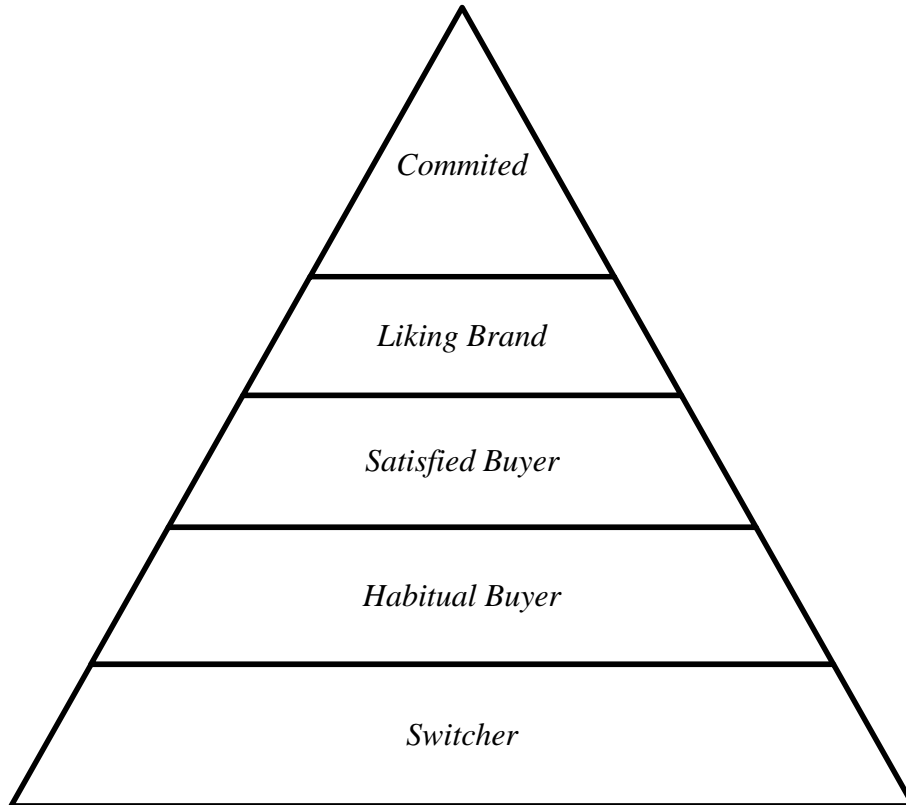 Commited
Liking Brand
Satisfied Buyer
Habitual Buyer
Switcher